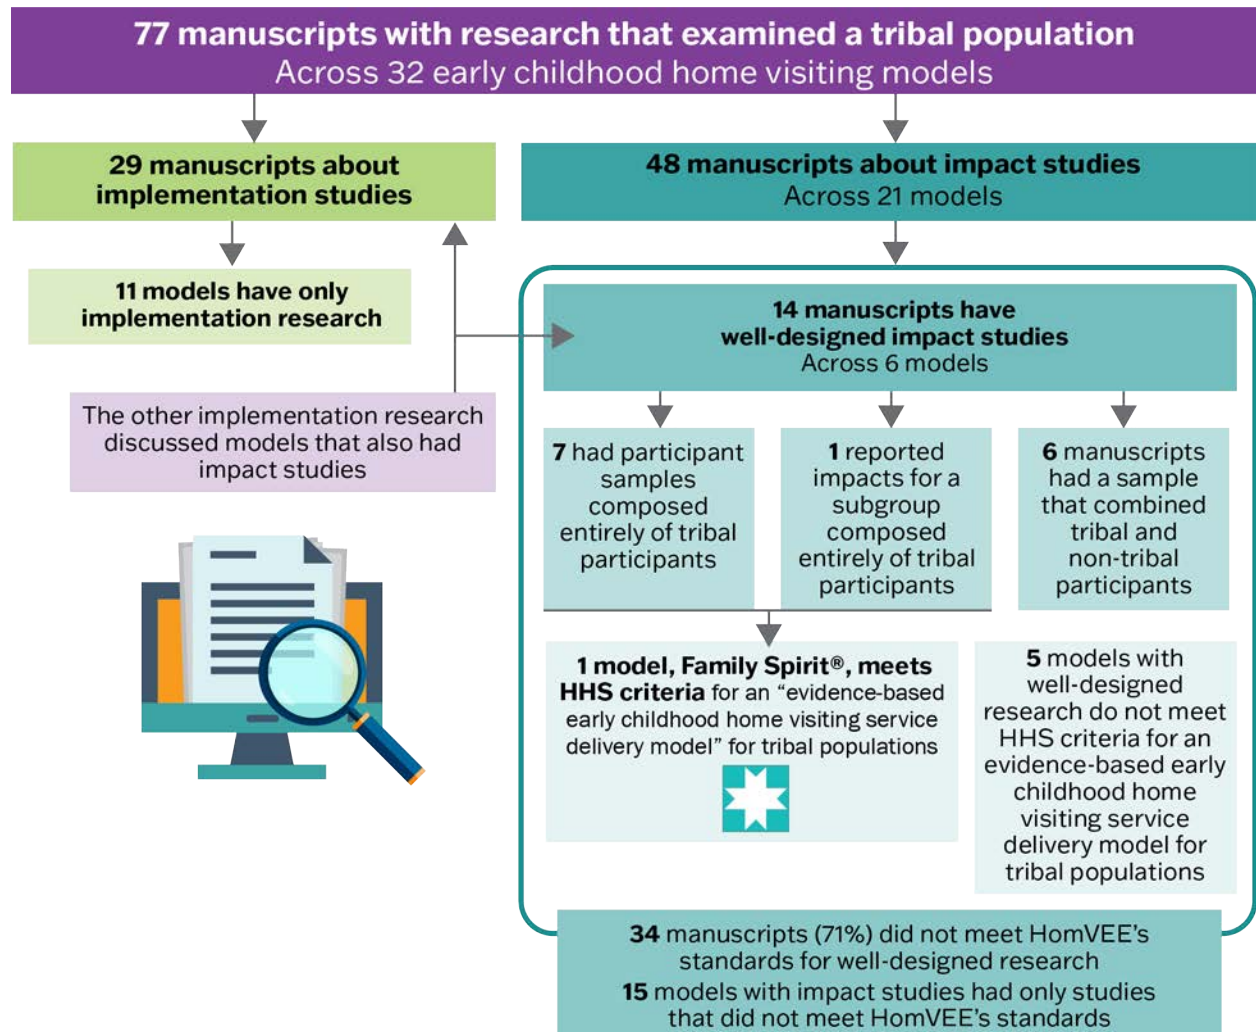 77 manuscripts with research that examined a tribal population
Across 32 early childhood home visiting models
29 manuscripts about
implementation studies
48 manuscripts about impact studies
Across 21 models
11 models have only
implementation research
The other implementation research
discussed models that also had
impact studies
14 manuscripts have
well-designed impact studies
Across 6 models
7 had participant
samples
composed
entirely of tribal
participants
1 reported
impacts for a
subgroup
composed
entirely of tribal
participants
6 manuscripts
had a sample
that combined
tribal and
non-tribal
participants
1 model, Family Spirit®, meets
HHS criteria for an “evidence-based
early childhood home visiting service
delivery model” for tribal populations
5 models with
well-designed
research do not meet
HHS criteria for an
evidence-based early
childhood home
visiting service
delivery model for
tribal populations
34 manuscripts (71%) did not meet HomVEE’s
standards for well-designed research
15 models with impact studies had only studies
that did not meet HomVEE’s standards